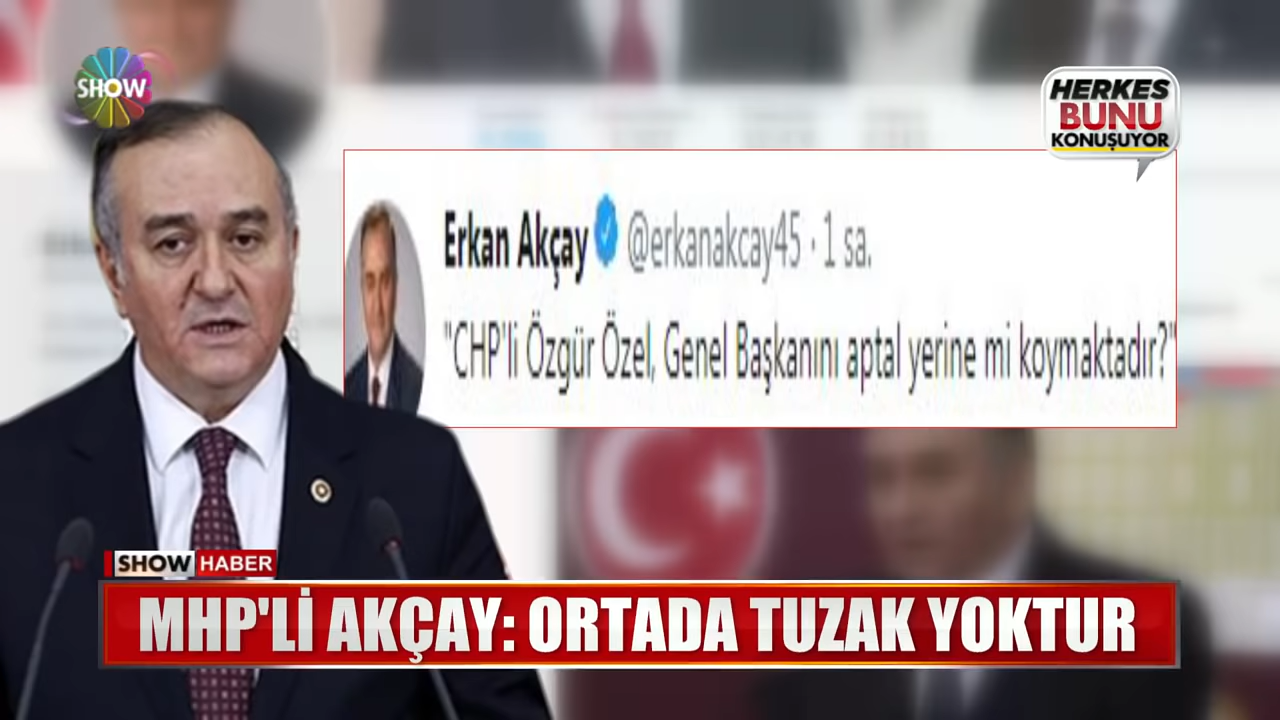 SHOW
HERKES
BUNU
KONUŞUYOR
Erkan Akçay @erkanakcay45 · 1 sa.
"CHP'li Özgür Özel, Genel Başkanını aptal yerine mi koymaktadır?"
SHOW HABER
MHP'Lİ AKÇAY: ORTADA TUZAK YOKTUR